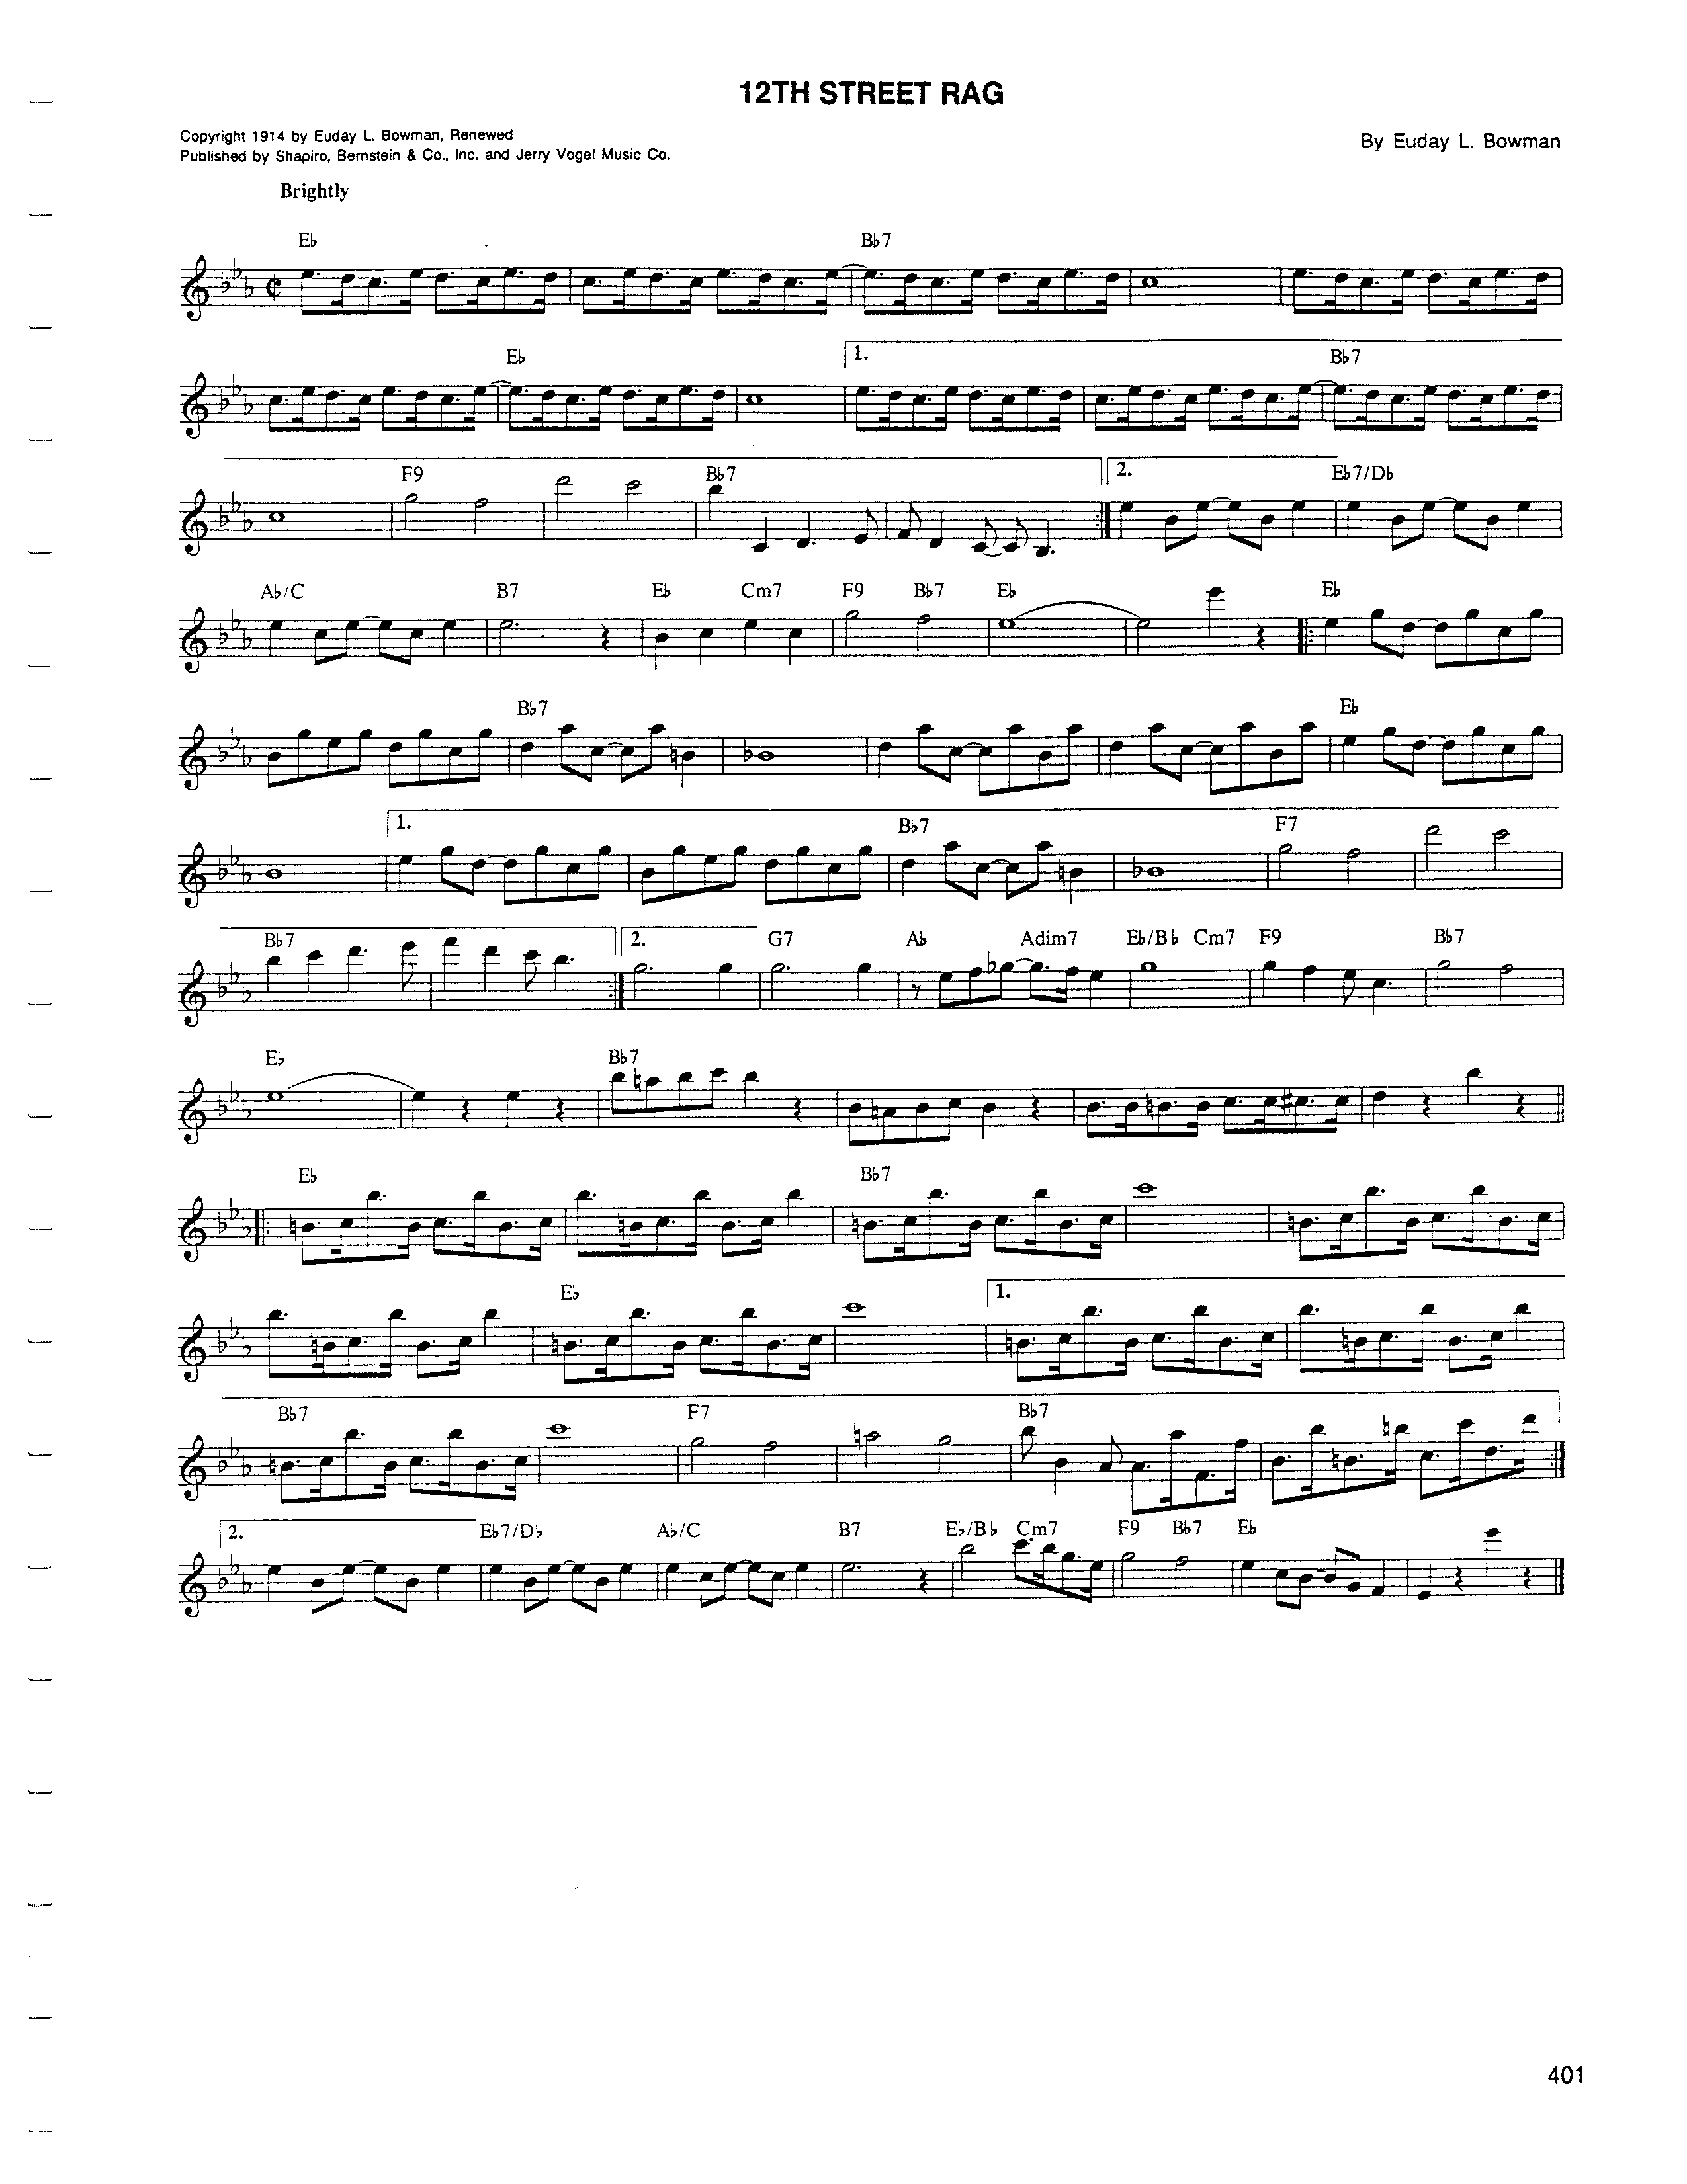 12TH STREET RAG
Copyright 1914 by Euday L. Bowman, Renewed
Published by Shapiro, Bernstein & Co., Inc. and Jerry Vogel Music Co.
By Euday L. Bowman
Brightly
E♭ B♭7
E♭ 1. B♭7
F9 B♭7 2. E♭7/D♭
A♭/C B7 E♭ Cm7 F9 B♭7 E♭ E♭
B♭7 E♭
1. B♭7 F7
B♭7 2. G7 A♭ Adim7 E♭/B♭ Cm7 F9 B♭7
E♭ B♭7
E♭ B♭7
E♭ 1.
B♭7 F7 B♭7
2. E♭7/D♭ A♭/C B7 E♭/B♭ Cm7 F9 B♭7 E♭
401